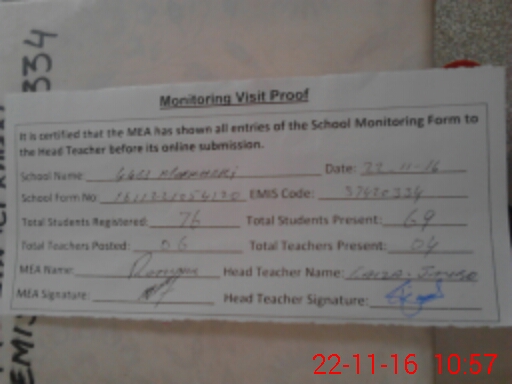 334
Monitoring Visit Proof
It is certified that the MEA has shown all entries of the School Monitoring Form to
the Head Teacher before its online submission.
School Name: Date: 22-11-16
School Form No: EMIS Code: 37420334
Total Students Registered: 76 Total Students Present: 69
Total Teachers Posted: 06 Total Teachers Present: 04
MEA Name: Head Teacher Name:
MEA Signature: Head Teacher Signature:
EMIS
22-11-16 10:57